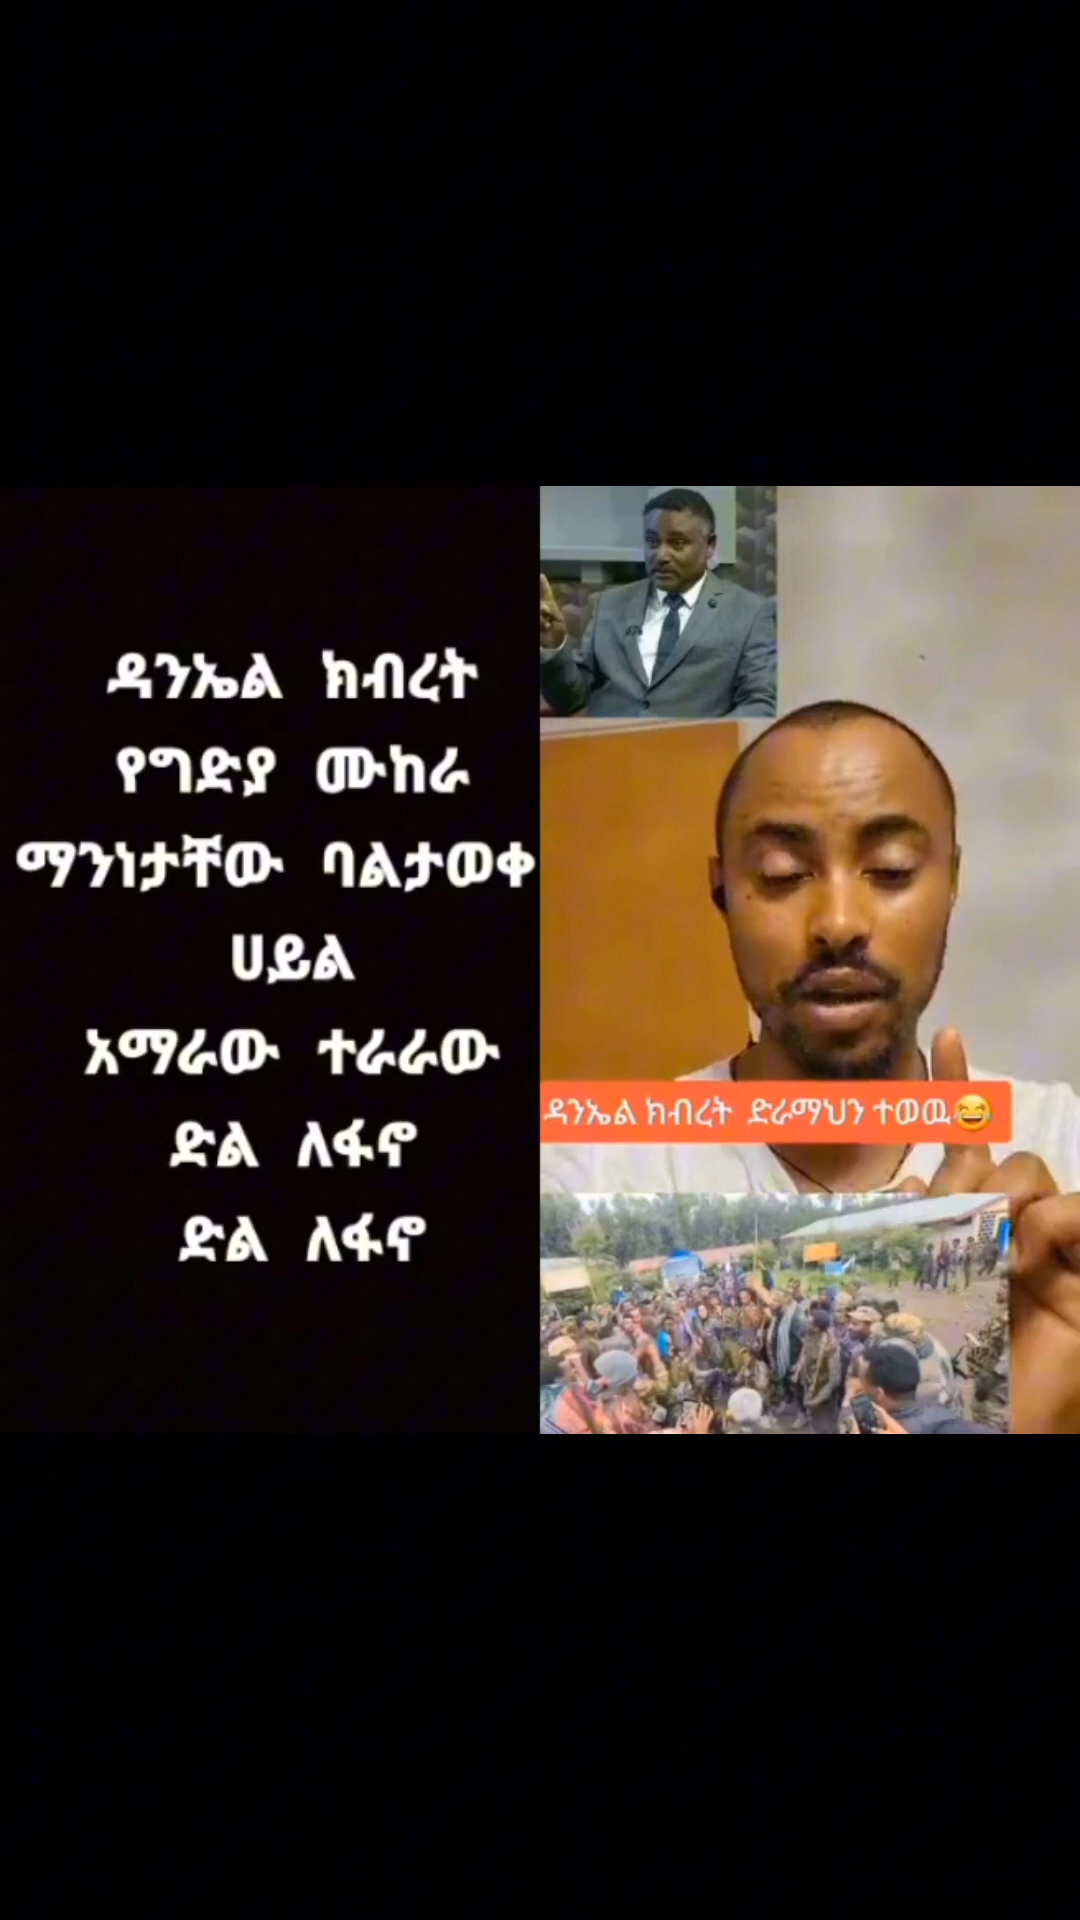 ዳንኤል ክብረት
የግድያ ሙከራ
ማንነታቸው ባልታወቀ
ሀይል
አማራው ተራራው
ድል ለፋኖ
ድል ለፋኖ
ዳንኤል ክብረት ድራማህን ተወዉ😂